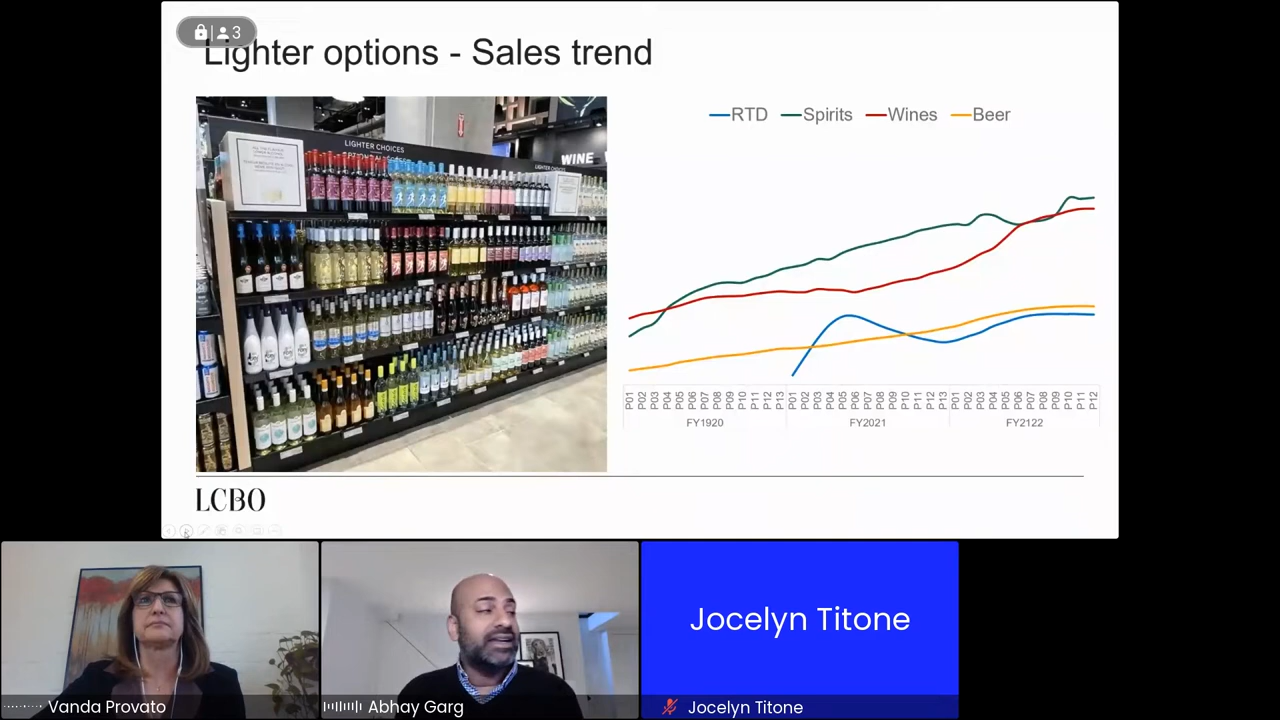 3
Lighter options - Sales trend
LIGHTER CHOICES
WINE
RTD Spirits Wines Beer
P01 P02 P03 P04 P05 P06 P07 P08 P09 P10 P11 P12 P13 P01 P02 P03 P04 P05 P06 P07 P08 P09 P10 P11 P12 P13 P01 P02 P03 P04 P05 P06 P07 P08 P09 P10 P11 P12
FY1920 FY2021 FY2122
LCBO
Jocelyn Titone
Vanda Provato
Abhay Garg
Jocelyn Titone